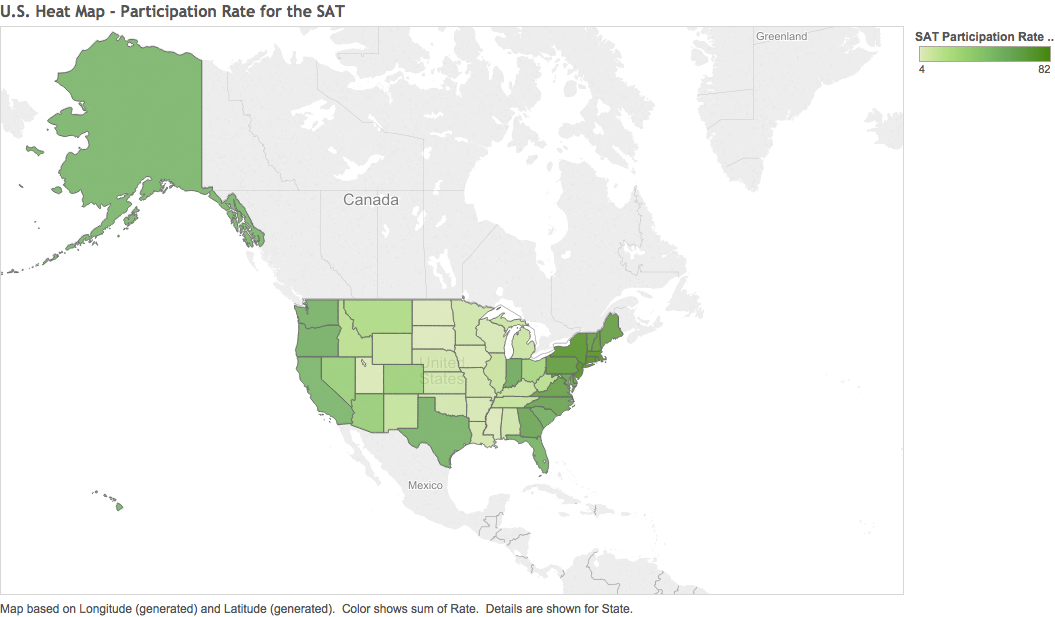 U.S. Heat Map - Participation Rate for the SAT
Greenland
SAT Participation Rate ..
4
82
Canada
United
States
Mexico
Map based on Longitude (generated) and Latitude (generated). Color shows sum of Rate. Details are shown for State.